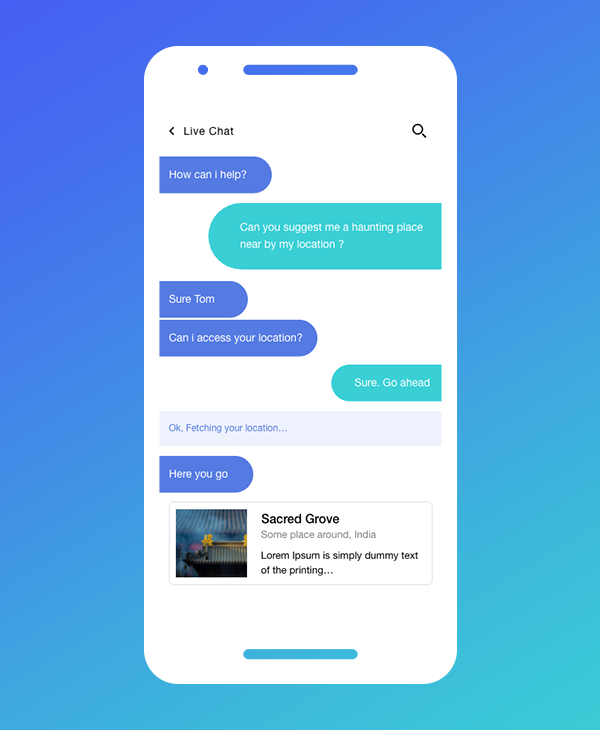 Live Chat
How can i help?
Can you suggest me a haunting place
near by my location ?
Sure Tom
Can i access your location?
Sure. Go ahead
Ok, Fetching your location...
Here you go
Sacred Grove
Some place around, India
Lorem Ipsum is simply dummy text
of the printing...